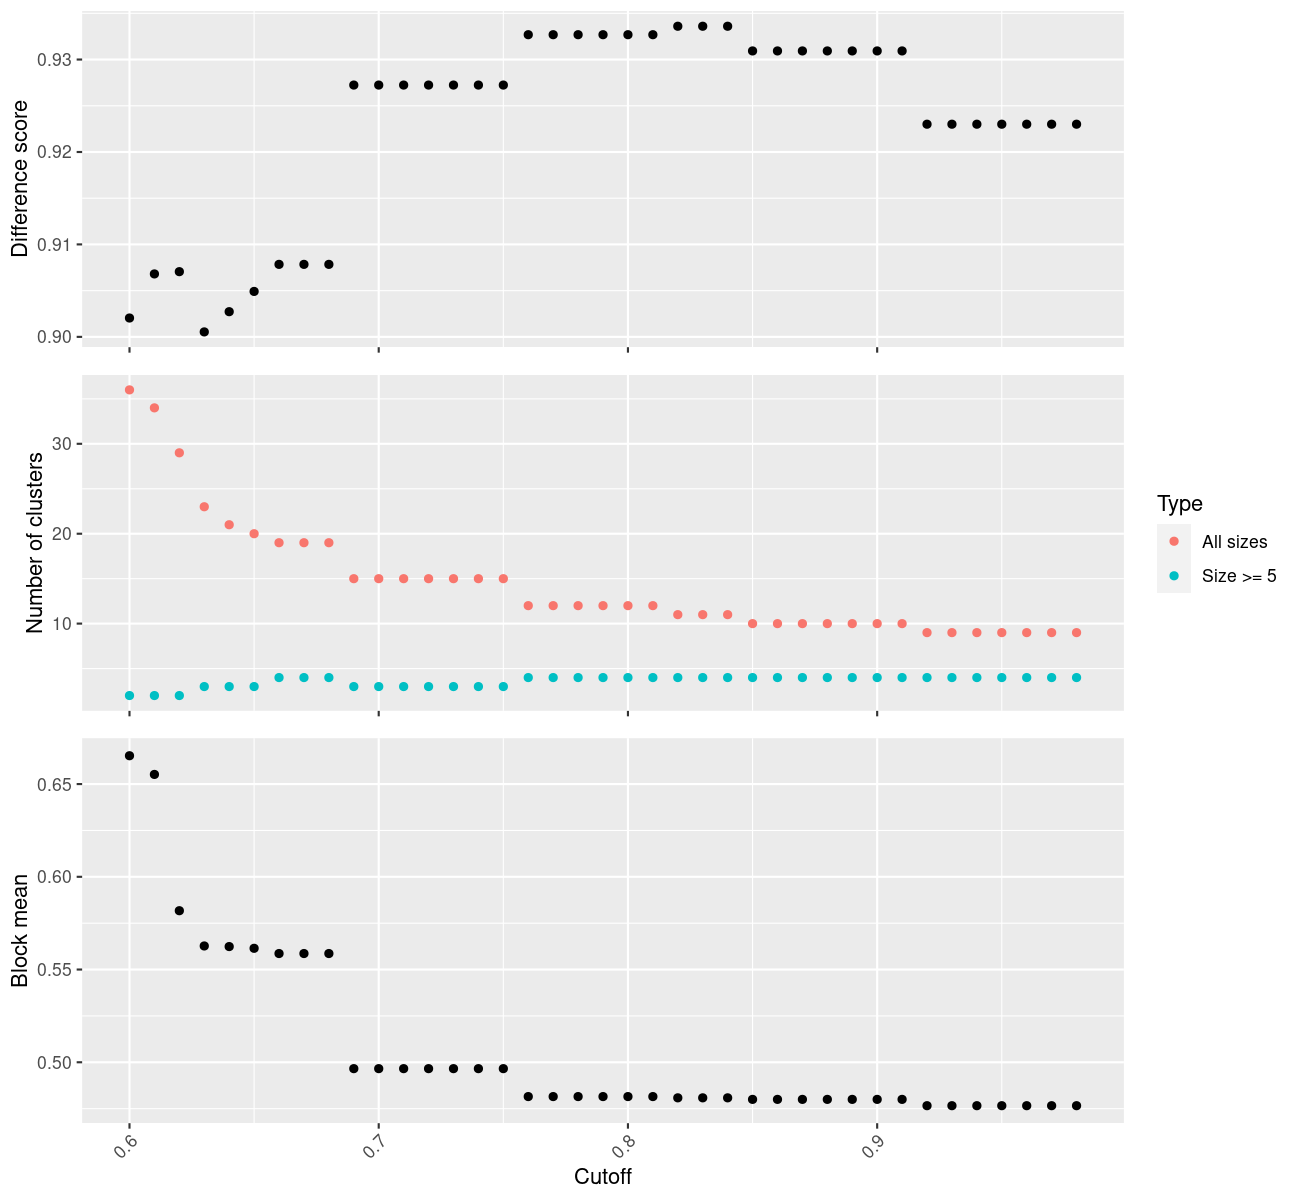 Difference score
0.93
0.92
0.91
0.90
Number of clusters
30
20
10
Type
All sizes
Size >= 5
Block mean
0.65
0.60
0.55
0.50
0.6
0.7
0.8
0.9
Cutoff